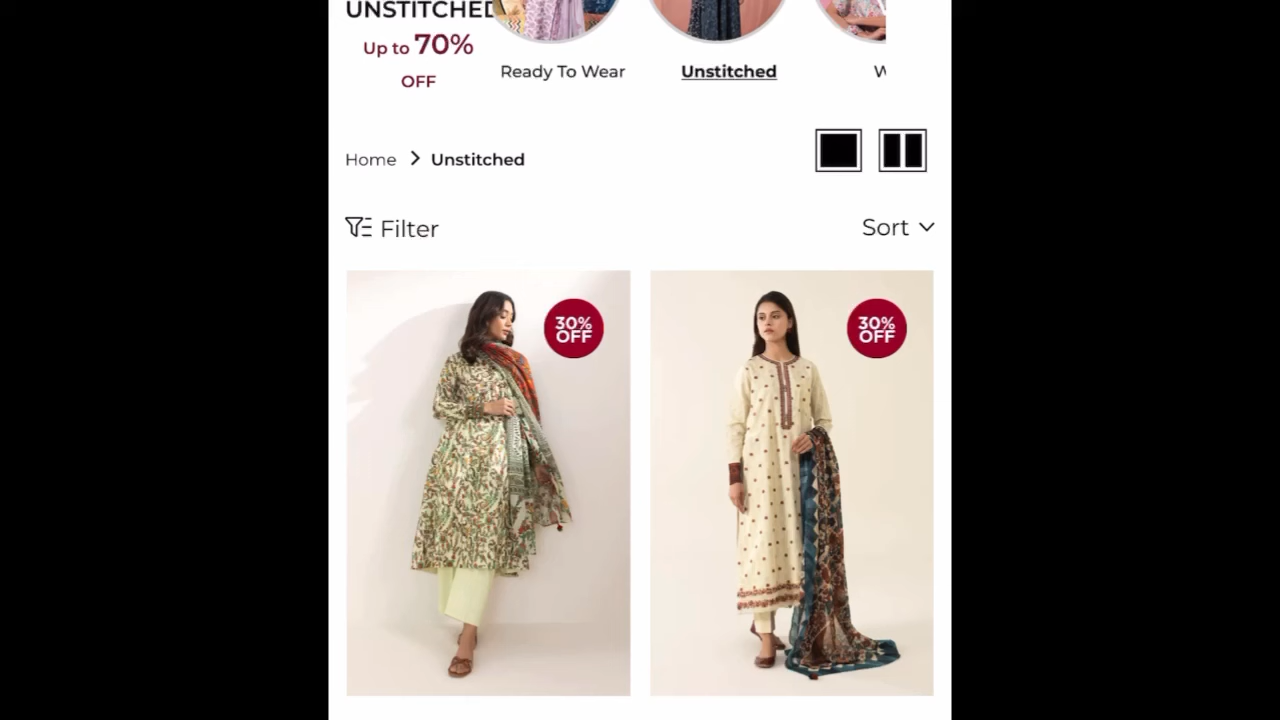 UNSTITCHED
Up to 70%
OFF
Ready To Wear
Unstitched
Home > Unstitched
Filter
Sort
30%
OFF
30%
OFF